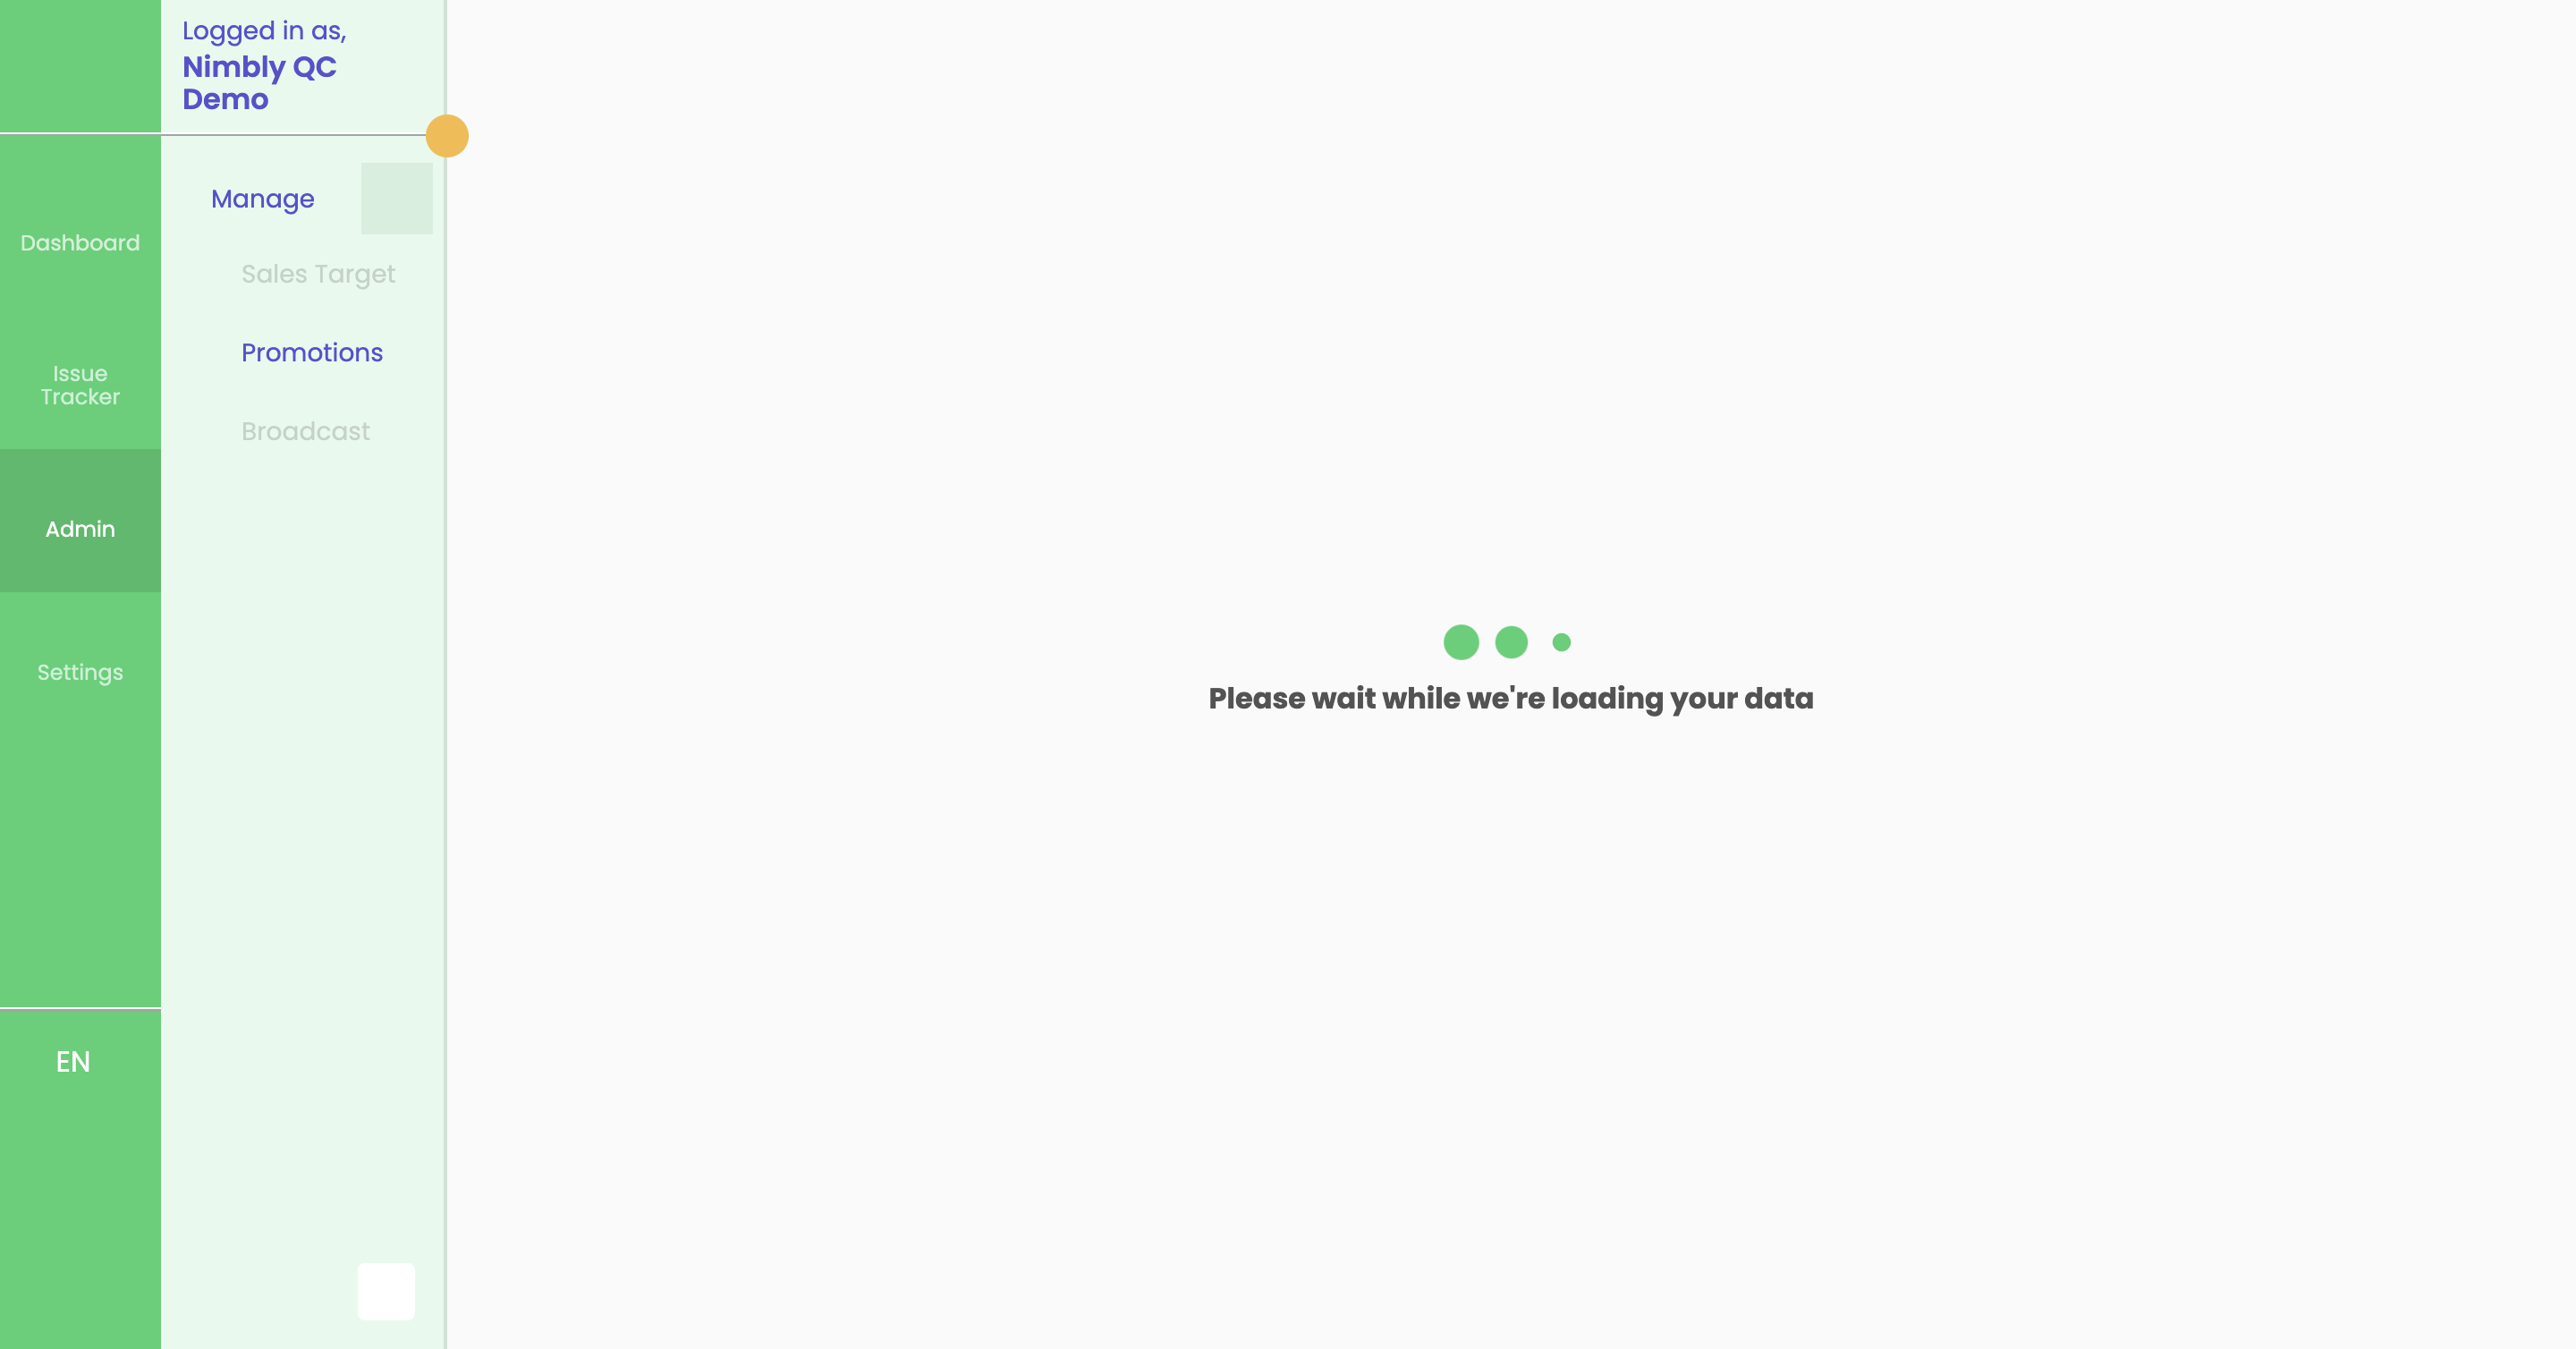 Logged in as,
Nimbly QC
Demo
Dashboard
Issue
Tracker
Admin
Settings
EN
Manage
Sales Target
Promotions
Broadcast
Please wait while we're loading your data